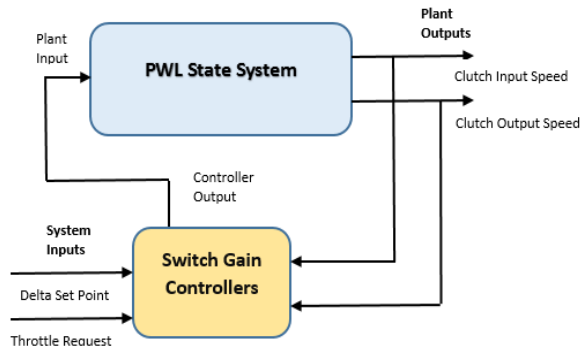 Plant
Outputs
Plant
Input
PWL State System
Clutch Input Speed
Clutch Output Speed
Controller
Output
System
Inputs
Switch Gain
Controllers
Delta Set Point
Throttle Request